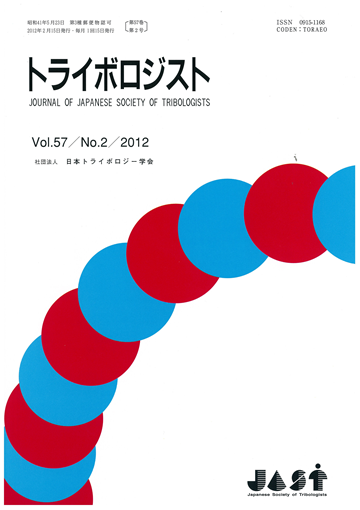 昭和41年5月23日 第3種郵便物認可
2012年2月15日発行・毎月1回15日発行
第57巻
第2号
ISSN 0915-1168
CODEN : TORAEO
トライボロジスト
JOURNAL OF JAPANESE SOCIETY OF TRIBOLOGISTS
Vol.57/No.2/2012
社団法人 日本トライボロジー学会
JAST
Japanese Society of Tribologists